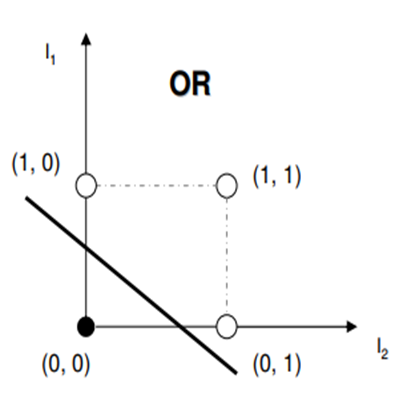 I₁
OR
(1, 0)
(1, 1)
(0, 0)
(0, 1)
I₂